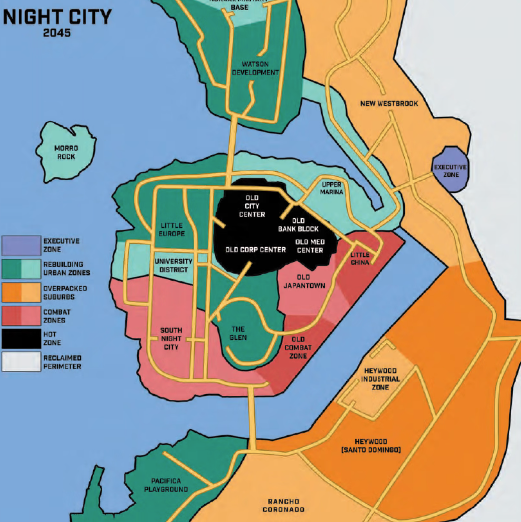 NIGHT CITY
2045
BASE
WATSON
DEVELOPMENT
NEW WESTBROOK
MORRO
ROCK
EXECUTIVE
ZONE
UPPER
MARINA
OLD
CITY
CENTER
OLD
BANK BLOCK
LITTLE
EUROPE
OLD CORP CENTER
OLD MED
CENTER
LITTLE
CHINA
UNIVERSITY
DISTRICT
OLD
JAPANTOWN
EXECUTIVE
ZONE
REBUILDING
URBAN ZONES
OVERPACKED
SUBURBS
COMBAT
ZONES
HOT
ZONE
RECLAIMED
PERIMETER
SOUTH
NIGHT
CITY
THE
GLEN
OLD
COMBAT
ZONE
HEYWOOD
INDUSTRIAL
ZONE
HEYWOOD
(SANTO DOMINGO)
PACIFICA
PLAYGROUND
RANCHO
CORONADO